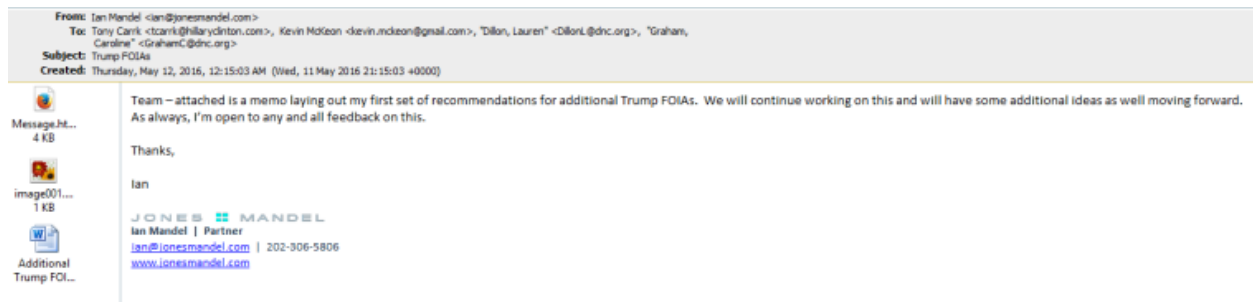 From: Ian Mandel <ian@jonesmandel.com>
To: Tony Carrk <tcarrk@hillaryclinton.com>, Kevin McKeon <kevin.mckeon@gmail.com>, "Dillon, Lauren" <DillonL@dnc.org>, "Graham,
Caroline" <GrahamC@dnc.org>
Subject: Trump FOIAs
Created: Thursday, May 12, 2016, 12:15:03 AM (Wed, 11 May 2016 21:15:03 +0000)
Message.ht...
4 KB
image001....
1 KB
Additional
Trump FOI...
Team – attached is a memo laying out my first set of recommendations for additional Trump FOIAs. We will continue working on this and will have some additional ideas as well moving forward.
As always, I'm open to any and all feedback on this.
Thanks,
Ian
JONES MANDEL
Ian Mandel | Partner
ian@jonesmandel.com | 202-306-5806
www.jonesmandel.com